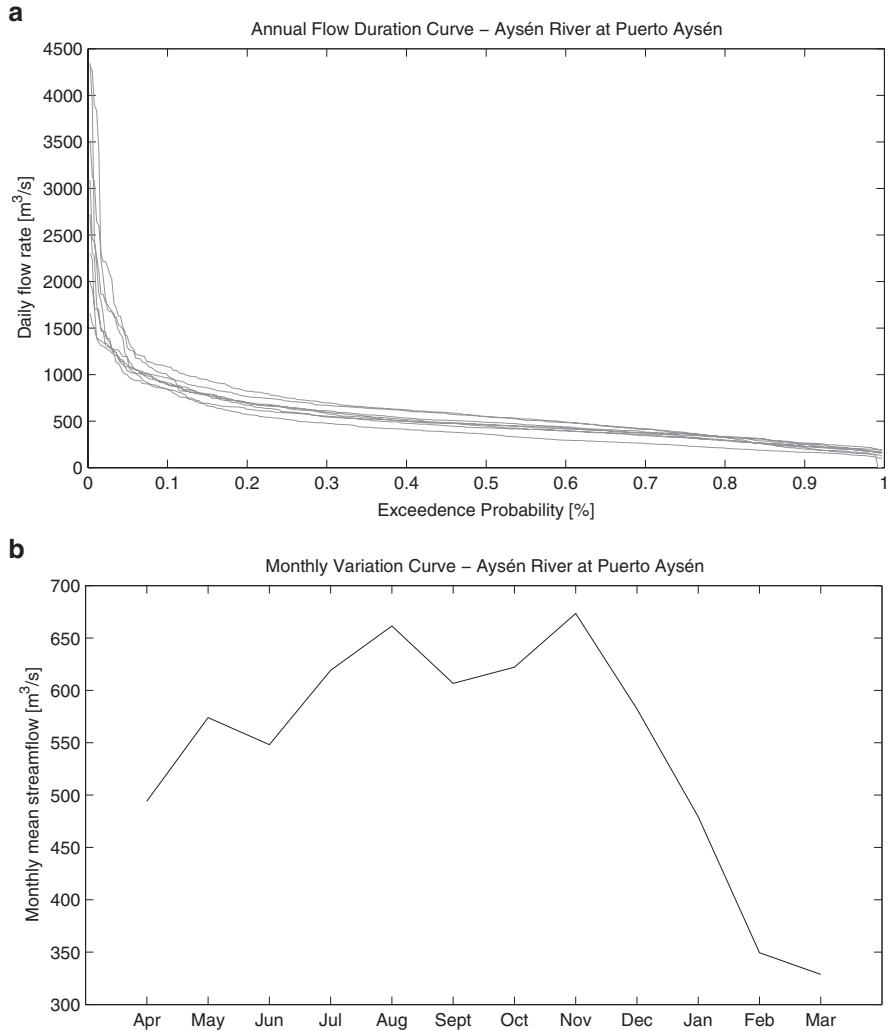 a
Annual Flow Duration Curve – Aysén River at Puerto Aysén
Daily flow rate [m³/s]
4500
4000
3500
3000
2500
2000
1500
1000
500
0
0 0.1 0.2 0.3 0.4 0.5 0.6 0.7 0.8 0.9 1
Exceedence Probability [%]
b
Monthly Variation Curve – Aysén River at Puerto Aysén
Monthly mean streamflow [m³/s]
700
650
600
550
500
450
400
350
300
Apr May Jun Jul Aug Sept Oct Nov Dec Jan Feb Mar